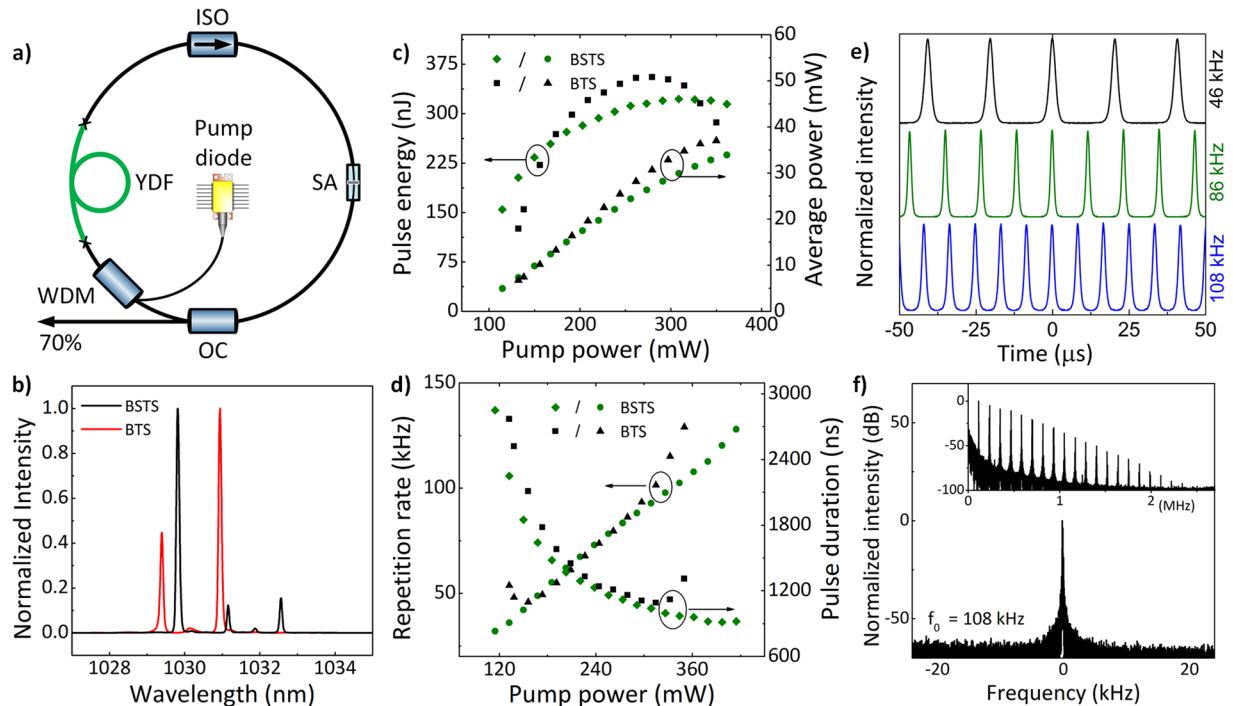 a)
ISO
Pump
diode
YDF
SA
WDM
70%
OC
b)
BSTS
BTS
1.0
0.8
0.6
0.4
0.2
0.0
1028
1030
1032
1034
Normalized Intensity
Wavelength (nm)
c)
/ BSTS
/ BTS
375
300
225
150
75
0
60
50
40
30
20
10
0
100
200
300
400
Pulse energy (nJ)
Average power (mW)
Pump power (mW)
d)
/ BSTS
/ BTS
150
100
50
3000
2400
1800
1200
600
120
240
360
Repetition rate (kHz)
Pulse duration (ns)
Pump power (mW)
e)
46 kHz
86 kHz
108 kHz
Normalized intensity
-50
-25
0
25
50
Time (μs)
f)
50
0
-50
0
-50
-100
0
1
2
(MHz)
f0 = 108 kHz
-20
0
20
Normalized intensity (dB)
Frequency (kHz)